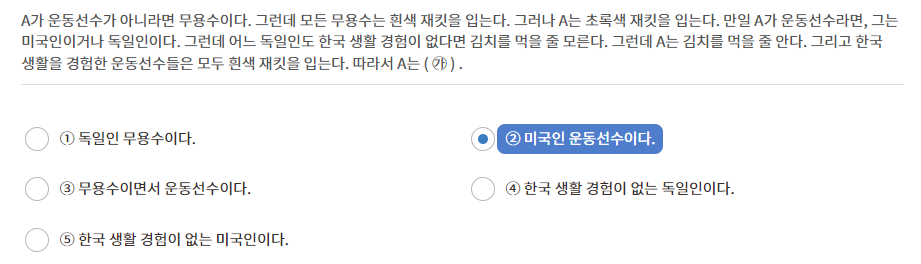 A가 운동선수가 아니라면 무용수이다. 그런데 모든 무용수는 흰색 재킷을 입는다. 그러나 A는 초록색 재킷을 입는다. 만일 A가 운동선수라면, 그는
미국인이거나 독일인이다. 그런데 어느 독일인도 한국 생활 경험이 없다면 김치를 먹을 줄 모른다. 그런데 A는 김치를 먹을 줄 안다. 그리고 한국
생활을 경험한 운동선수들은 모두 흰색 재킷을 입는다. 따라서 A는 ( ㉮ ) .
① 독일인 무용수이다.
② 미국인 운동선수이다.
③ 무용수이면서 운동선수이다.
④ 한국 생활 경험이 없는 독일인이다.
⑤ 한국 생활 경험이 없는 미국인이다.